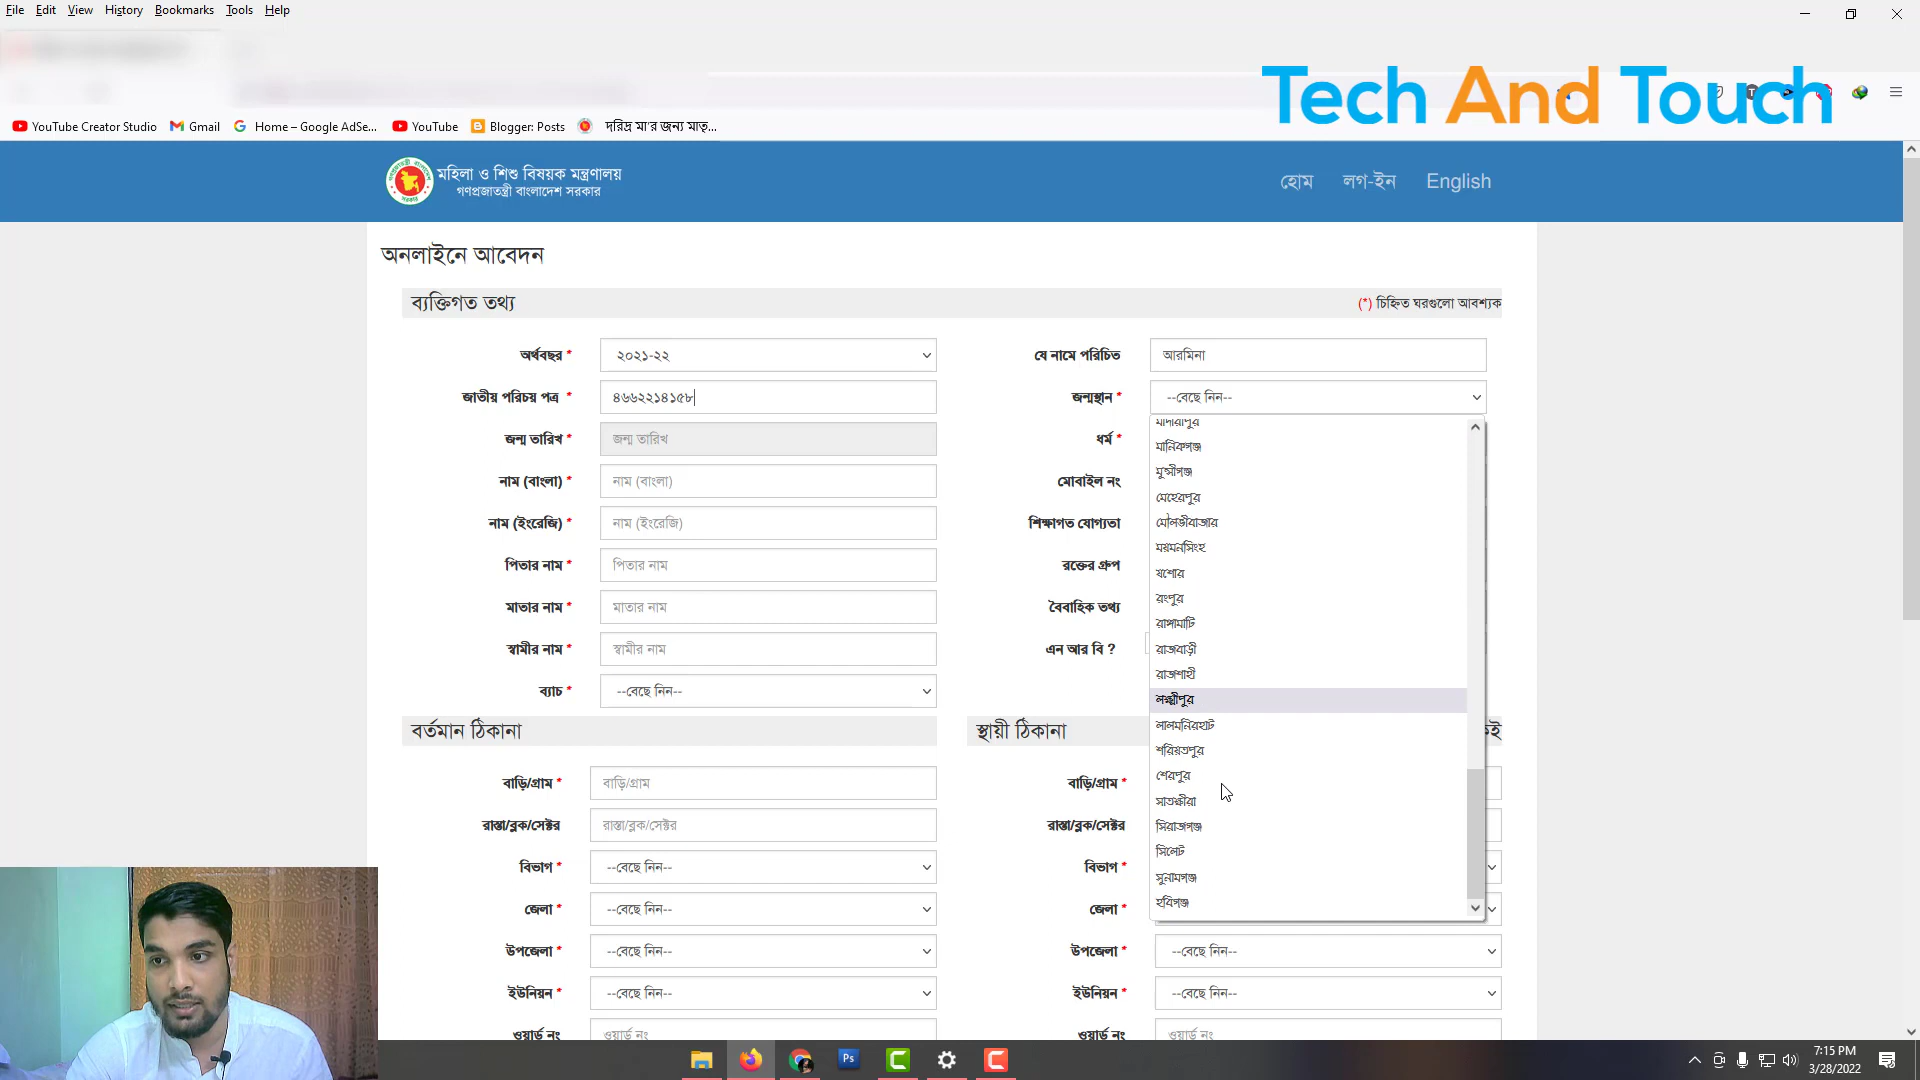 File Edit View History Bookmarks Tools Help
Tech And Touch
YouTube Creator Studio Gmail Home – Google AdSe... YouTube Blogger: Posts দরিদ্র মা'র জন্য মাতৃ...
মহিলা ও শিশু বিষয়ক মন্ত্রণালয়
গণপ্রজাতন্ত্রী বাংলাদেশ সরকার
হোম লগ-ইন English
অনলাইনে আবেদন
ব্যক্তিগত তথ্য (*) চিহ্নিত ঘরগুলো আবশ্যক
অর্থবছর * ২০২১-২২
জাতীয় পরিচয় পত্র * ৪৬৬২২১৪১৫৮
জন্ম তারিখ * জন্ম তারিখ
নাম (বাংলা) * নাম (বাংলা)
নাম (ইংরেজি) * নাম (ইংরেজি)
পিতার নাম * পিতার নাম
মাতার নাম * মাতার নাম
স্বামীর নাম * স্বামীর নাম
ব্যাচ * --বেছে নিন--
যে নামে পরিচিত আরমিনা
জন্মস্থান * --বেছে নিন--
ধর্ম *
মোবাইল নং
শিক্ষাগত যোগ্যতা
রক্তের গ্রুপ
বৈবাহিক তথ্য
এন আর বি ?
মাদারীপুর
মানিকগঞ্জ
মুন্সীগঞ্জ
মেহেরপুর
মৌলভীবাজার
ময়মনসিংহ
যশোর
রংপুর
রাঙ্গামাটি
রাজবাড়ী
রাজশাহী
লক্ষ্মীপুর
লালমনিরহাট
শরিয়তপুর
শেরপুর
সাতক্ষীরা
সিরাজগঞ্জ
সিলেট
সুনামগঞ্জ
হবিগঞ্জ
বর্তমান ঠিকানা
বাড়ি/গ্রাম * বাড়ি/গ্রাম
রাস্তা/ব্লক/সেক্টর রাস্তা/ব্লক/সেক্টর
বিভাগ * --বেছে নিন--
জেলা * --বেছে নিন--
উপজেলা * --বেছে নিন--
ইউনিয়ন * --বেছে নিন--
ওয়ার্ড নং ওয়ার্ড নং
স্থায়ী ঠিকানা
বাড়ি/গ্রাম *
রাস্তা/ব্লক/সেক্টর
বিভাগ *
জেলা *
উপজেলা * --বেছে নিন--
ইউনিয়ন * --বেছে নিন--
ওয়ার্ড নং ওয়ার্ড নং
Ps
7:15 PM
3/28/2022